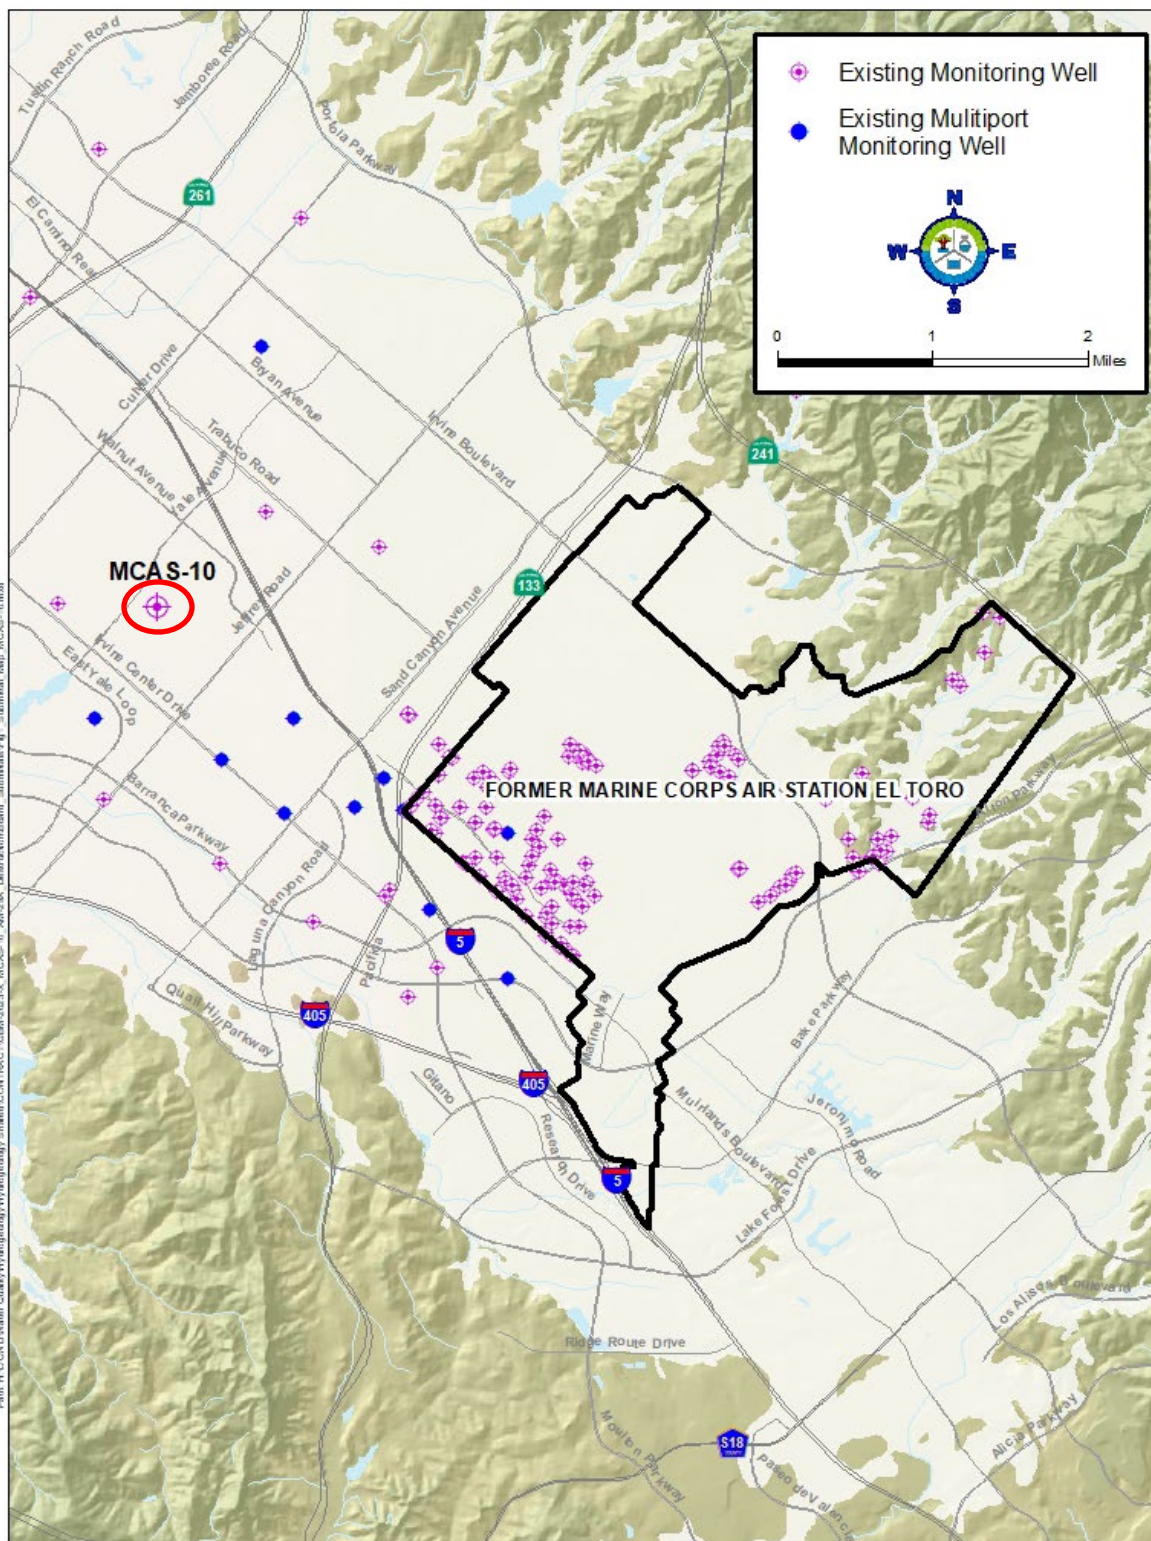 Existing Monitoring Well
Existing Mulitiport
Monitoring Well
N
W
E
S
0
1
2
Miles
Tustin Ranch Road
Jamboree Road
Portola Parkway
261
El Camino Real
Culver Drive
Bryan Avenue
Irvine Boulevard
241
Trabuco Road
Walnut Avenue
Yale Avenue
MCAS-10
133
Jeffrey Road
Sand Canyon Avenue
Irvine Center Drive
East Yale Loop
FORMER MARINE CORPS AIR STATION EL TORO
Barranca Parkway
Laguna Canyon Road
Pacifica
5
Quail Hill Parkway
405
Marine Way
Bake Parkway
405
Gitano
Research Drive
Muirlands Boulevard
Jeronimo Road
Lake Forest Drive
5
Los Alisos Boulevard
Ridge Route Drive
Moulton Parkway
S18
Alicia Parkway
Paseo de Valencia